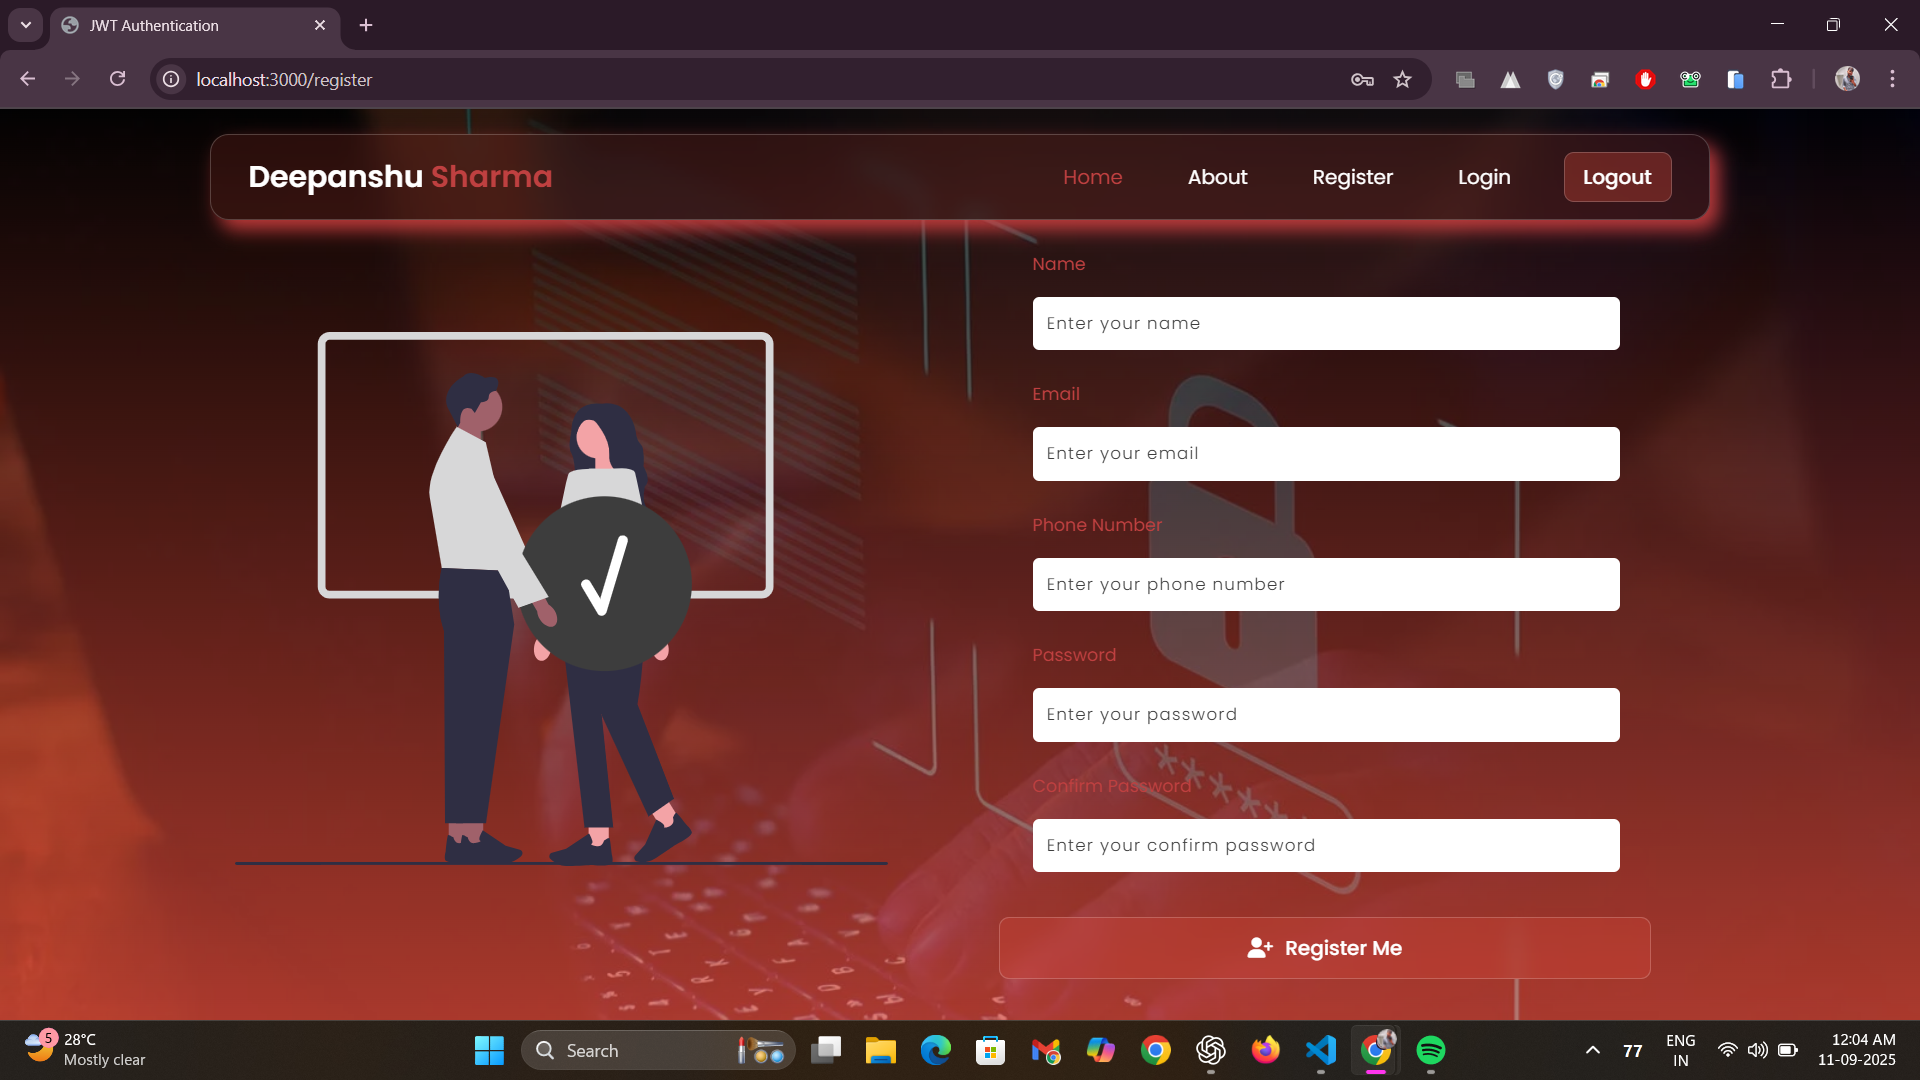 JWT Authentication
localhost:3000/register
Deepanshu Sharma
Home
About
Register
Login
Logout
Name
Enter your name
Email
Enter your email
Phone Number
Enter your phone number
Password
Enter your password
Confirm Password
Enter your confirm password
Register Me
5
28°C
Mostly clear
Search
77
ENG
IN
12:04 AM
11-09-2025